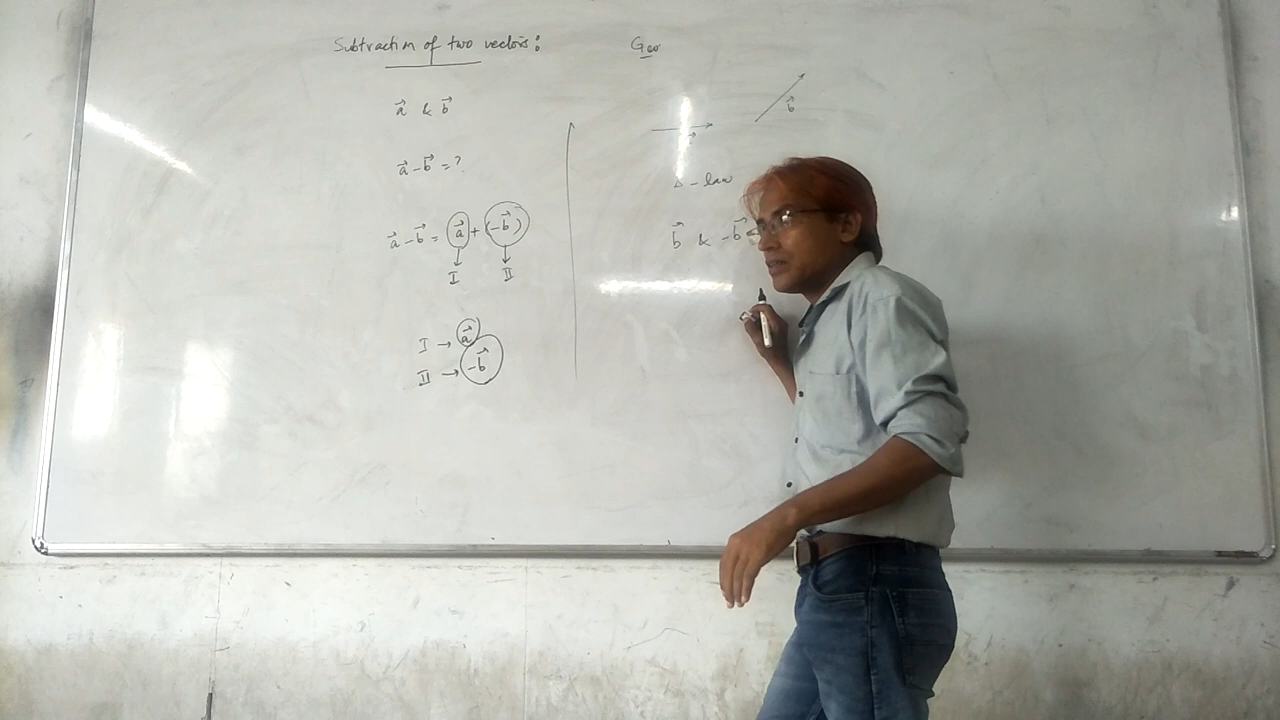 Subtraction of two vectors:
a⃗ & b⃗
a⃗ - b⃗ = ?
a⃗ - b⃗ = a⃗ + (-b⃗)
I II
I → a⃗
II → -b⃗
Geo
b⃗
Δ - law
b⃗ & -b⃗